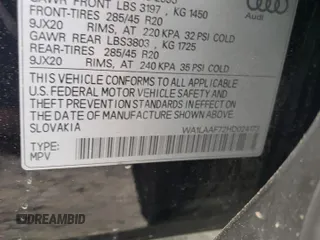 GAWR FRONT LBS 3197 , KG 1450
FRONT-TIRES 285/45 R20
9JX20 RIMS, AT 220 KPA 32 PSI COLD
GAWR REAR LBS3803 , KG 1725
REAR-TIRES 285/45 R20
9JX20 RIMS, AT 240 KPA 35 PSI COLD
Audi
THIS VEHICLE CONFORMS TO ALL APPLICABLE
U.S. FEDERAL MOTOR VEHICLE SAFETY AND
THEFT PREVENTION STANDARDS IN EFFECT ON
THE DATE OF MANUFACTURE SHOWN ABOVE.
SLOVAKIA
TYPE:
MPV
DREAMBID